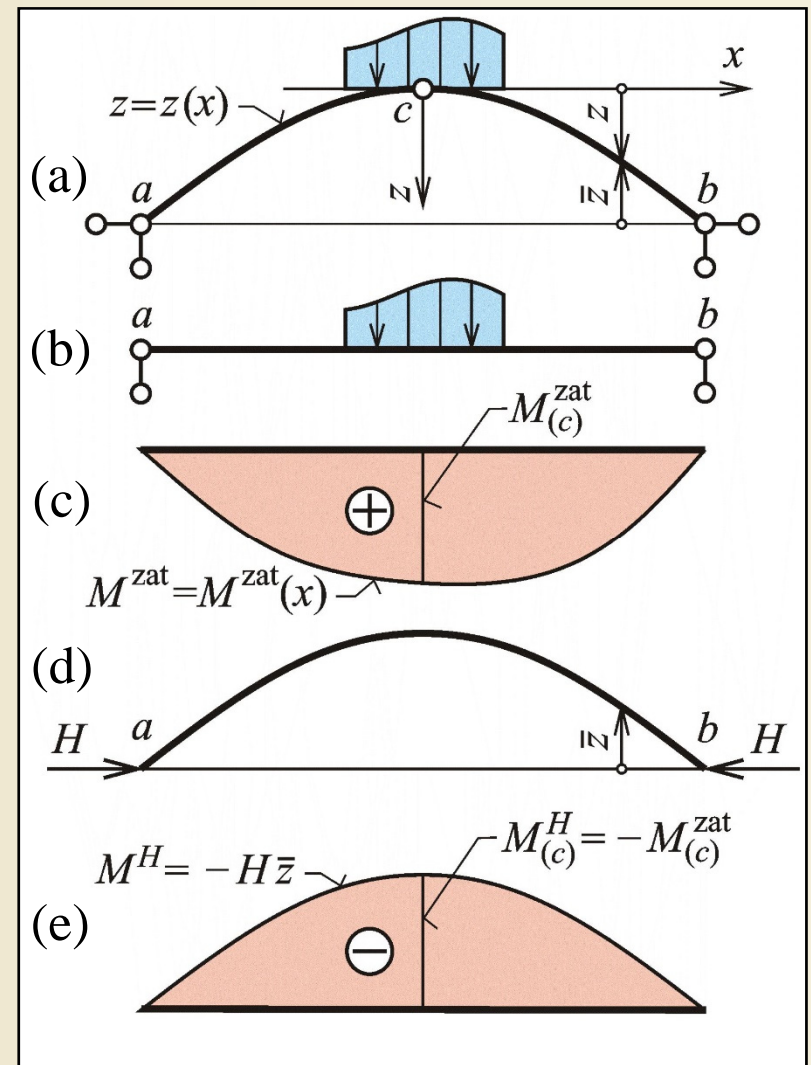 x
z=z(x)
c
z
z
z̄
(a)
a
b
a
b
(b)
M^zat_(c)
(c)
+
M^zat=M^zat(x)
(d)
H
a
z̄
b
H
M^H= −Hz̄
M^H_(c)= −M^zat_(c)
(e)
−